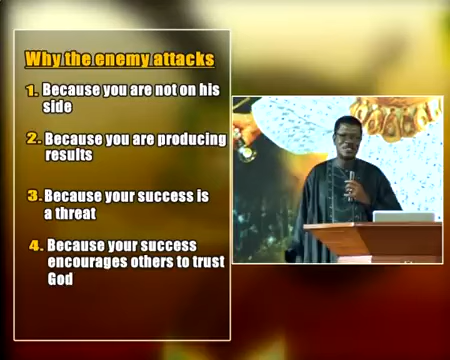 Why the enemy attacks
1. Because you are not on his
side
2. Because you are producing
results
3. Because your success is
a threat
4. Because your success
encourages others to trust
God